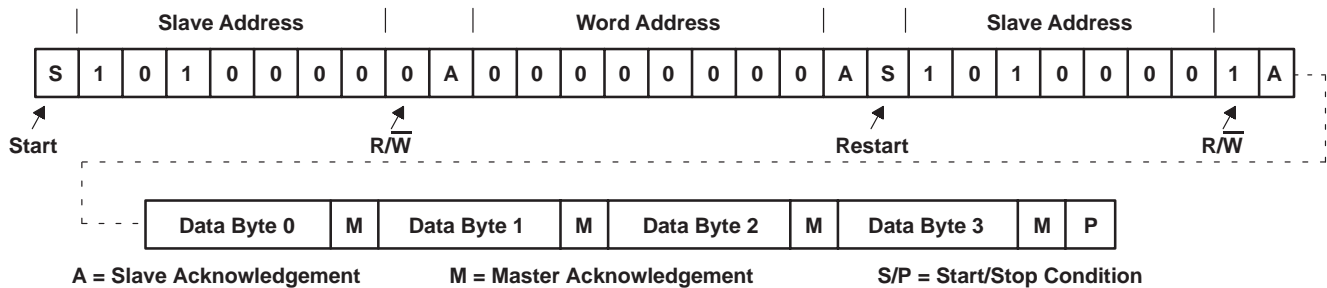 Slave Address Word Address Slave Address
S 1 0 1 0 0 0 0 0 A 0 0 0 0 0 0 0 0 A S 1 0 1 0 0 0 0 1 A
Start R/W Restart R/W
Data Byte 0 M Data Byte 1 M Data Byte 2 M Data Byte 3 M P
A = Slave Acknowledgement M = Master Acknowledgement S/P = Start/Stop Condition